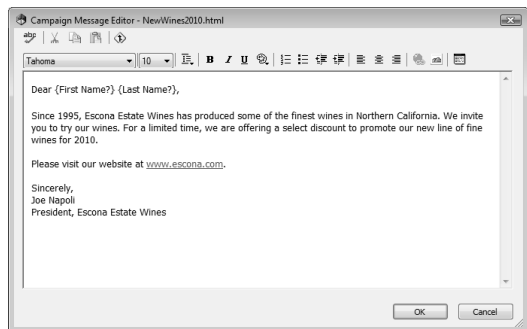 Campaign Message Editor - NewWines2010.html
abc
Tahoma 10 B I U
Dear {First Name?} {Last Name?},
Since 1995, Escona Estate Wines has produced some of the finest wines in Northern California. We invite
you to try our wines. For a limited time, we are offering a select discount to promote our new line of fine
wines for 2010.
Please visit our website at www.escona.com.
Sincerely,
Joe Napoli
President, Escona Estate Wines
OK Cancel